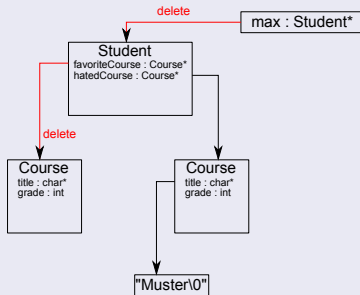 delete
max : Student*
Student
favoriteCourse : Course*
hatedCourse : Course*
delete
Course
title : char*
grade : int
Course
title : char*
grade : int
"Muster\0"